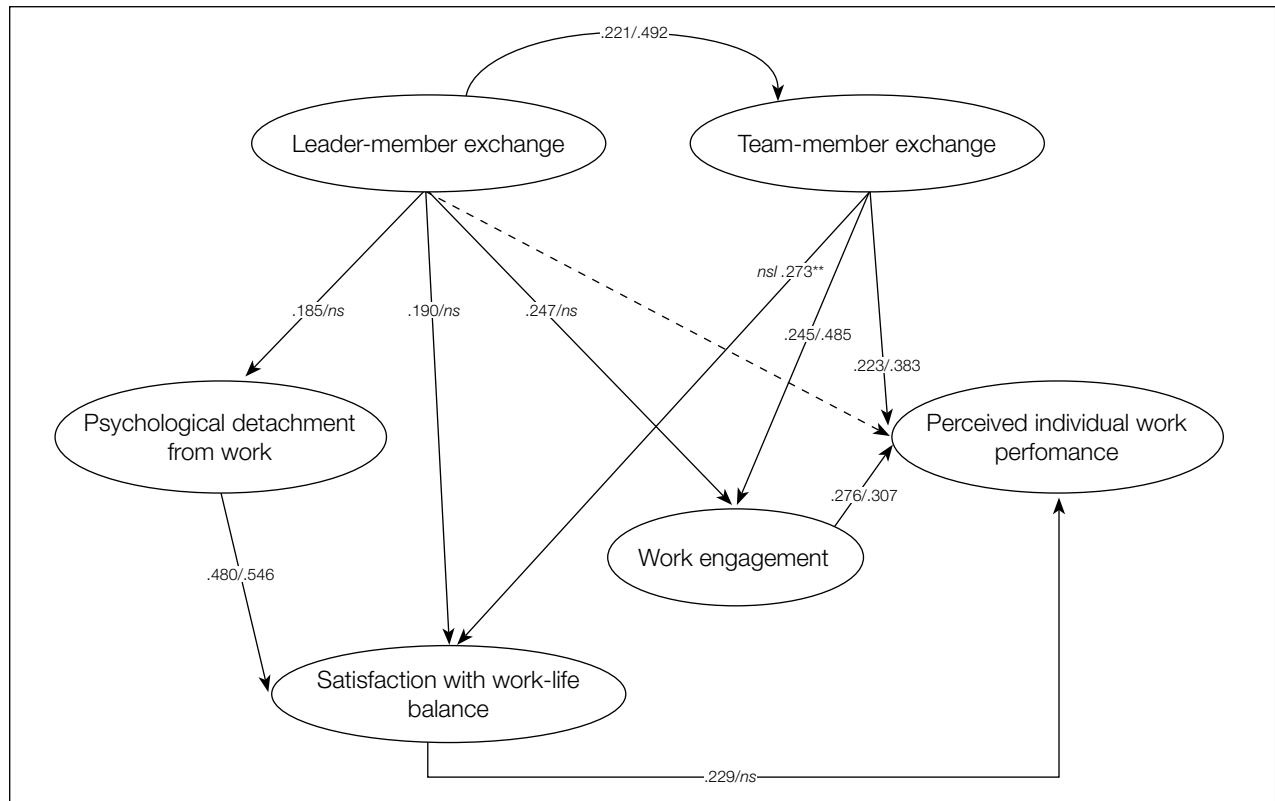 .221/.492
Leader-member exchange
Team-member exchange
nsl .273**
.185/ns
.190/ns
.247/ns
.245/.485
.223/.383
Psychological detachment
from work
Perceived individual work
perfomance
.276/.307
Work engagement
.480/.546
Satisfaction with work-life
balance
.229/ns